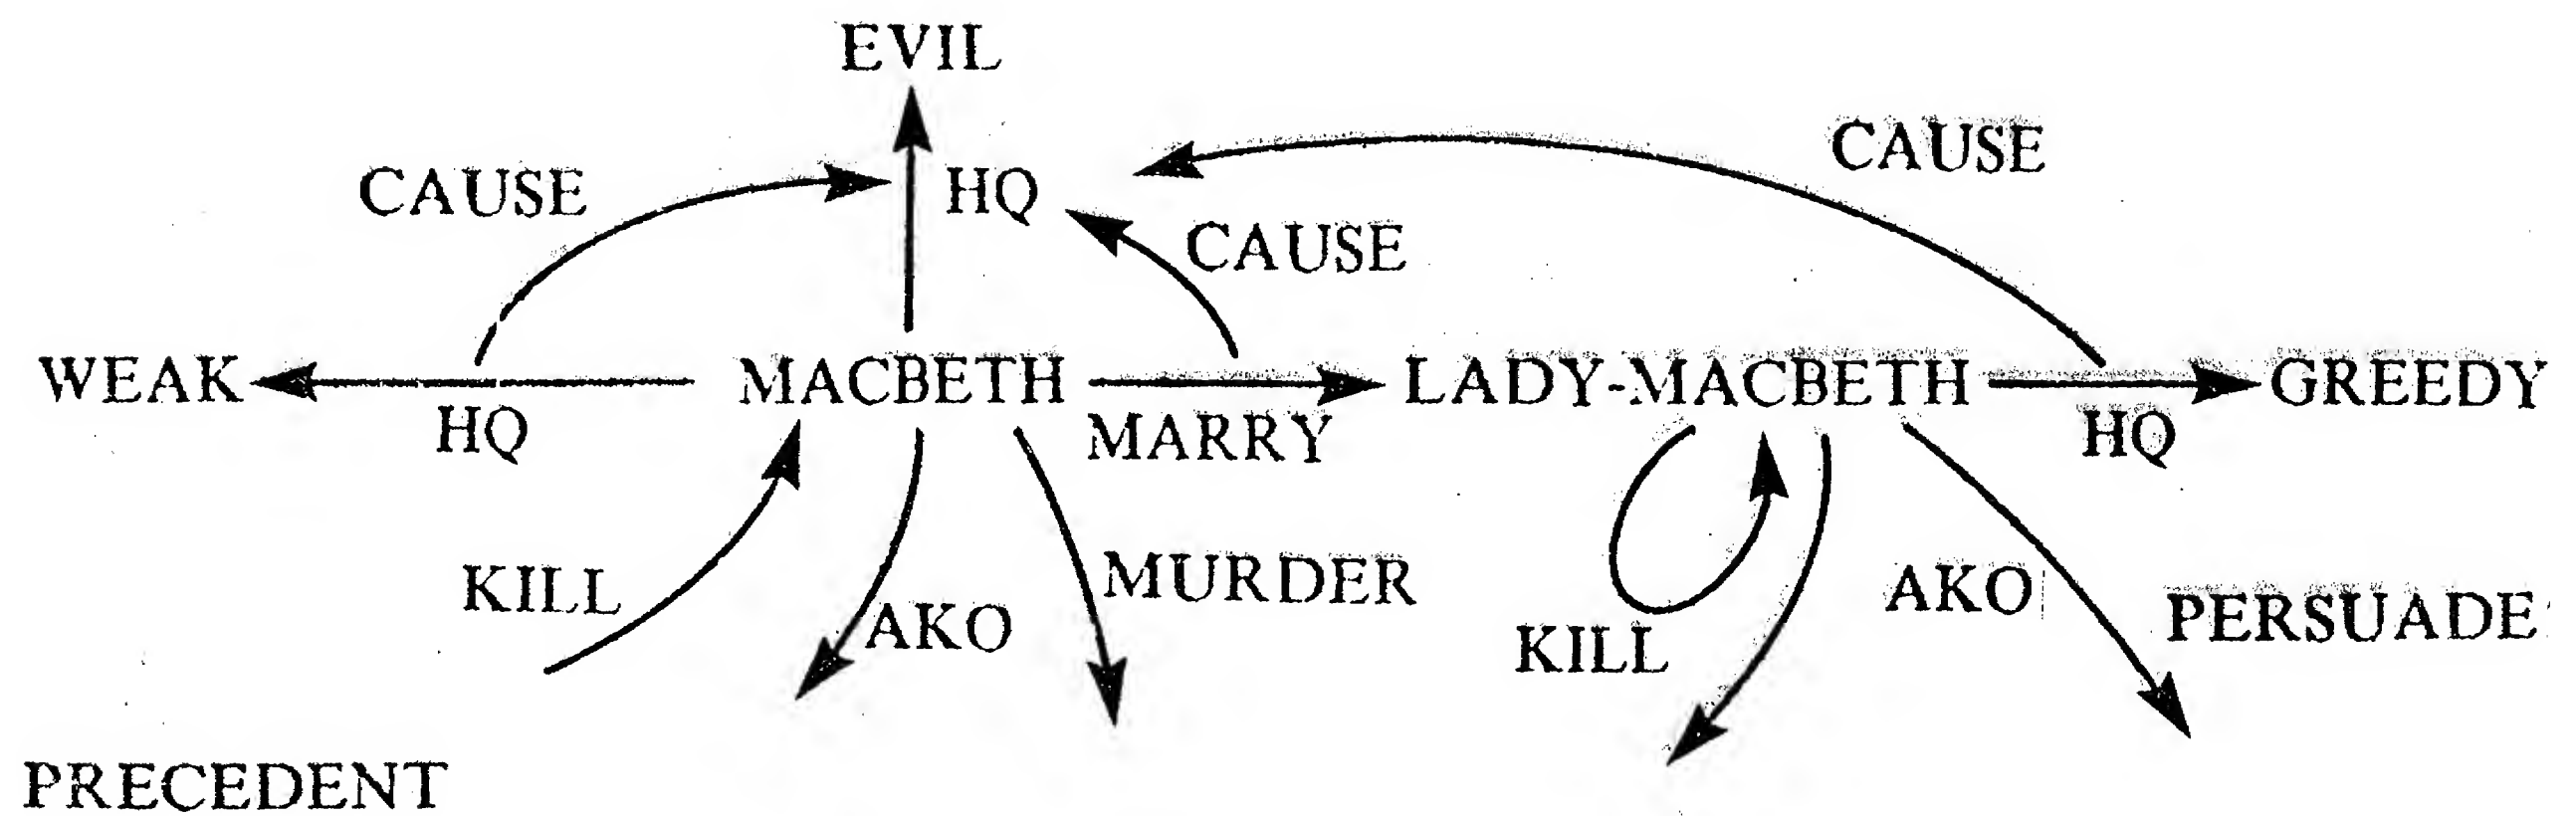 EVIL
CAUSE
CAUSE
HQ
CAUSE
WEAK
MACBETH
LADY-MACBETH
GREEDY
HQ
MARRY
HQ
KILL
MURDER
AKO
PERSUADE
AKO
KILL
PRECEDENT